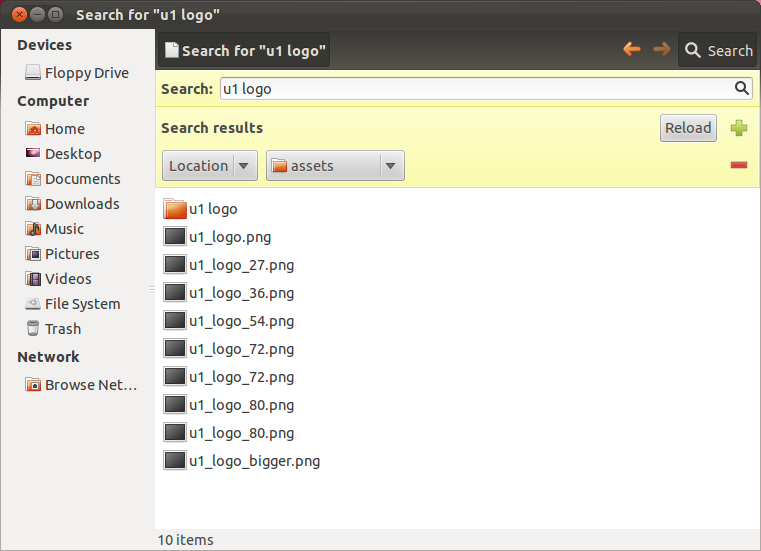 Search for "u1 logo"
Devices
Floppy Drive
Computer
Home
Desktop
Documents
Downloads
Music
Pictures
Videos
File System
Trash
Network
Browse Net…
Search for "u1 logo"
Search
Search: u1 logo
Search results
Reload
Location
assets
u1 logo
u1_logo.png
u1_logo_27.png
u1_logo_36.png
u1_logo_54.png
u1_logo_72.png
u1_logo_72.png
u1_logo_80.png
u1_logo_80.png
u1_logo_bigger.png
10 items